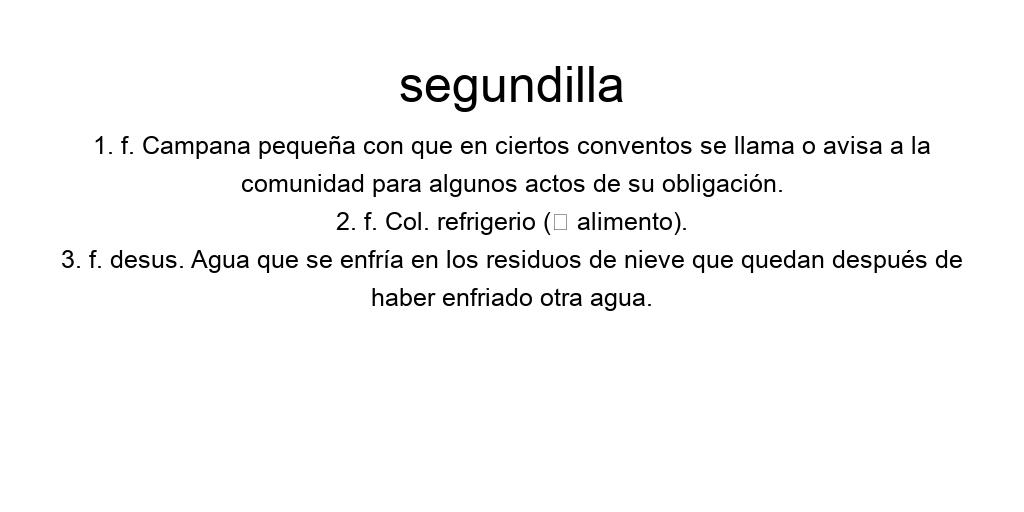 segundilla
1. f. Campana pequeña con que en ciertos conventos se llama o avisa a la
comunidad para algunos actos de su obligación.
2. f. Col. refrigerio (▯ alimento).
3. f. desus. Agua que se enfría en los residuos de nieve que quedan después de
haber enfriado otra agua.